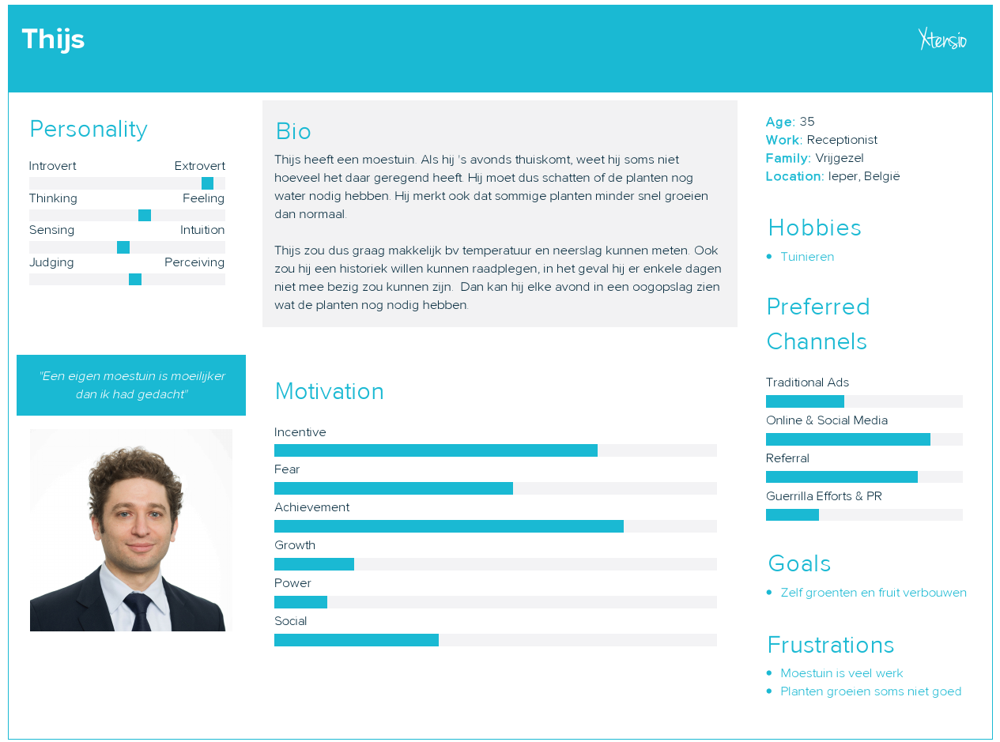 Thijs
Xtensio
Personality
Introvert Extrovert
Thinking Feeling
Sensing Intuition
Judging Perceiving
"Een eigen moestuin is moeilijker
dan ik had gedacht"
Bio
Thijs heeft een moestuin. Als hij 's avonds thuiskomt, weet hij soms niet
hoeveel het daar geregend heeft. Hij moet dus schatten of de planten nog
water nodig hebben. Hij merkt ook dat sommige planten minder snel groeien
dan normaal.
Thijs zou dus graag makkelijk bv temperatuur en neerslag kunnen meten. Ook
zou hij een historiek willen kunnen raadplegen, in het geval hij er enkele dagen
niet mee bezig zou kunnen zijn.  Dan kan hij elke avond in een oogopslag zien
wat de planten nog nodig hebben.
Motivation
Incentive
Fear
Achievement
Growth
Power
Social
Age: 35
Work: Receptionist
Family: Vrijgezel
Location: Ieper, België
Hobbies
• Tuinieren
Preferred
Channels
Traditional Ads
Online & Social Media
Referral
Guerrilla Efforts & PR
Goals
• Zelf groenten en fruit verbouwen
Frustrations
• Moestuin is veel werk
• Planten groeien soms niet goed